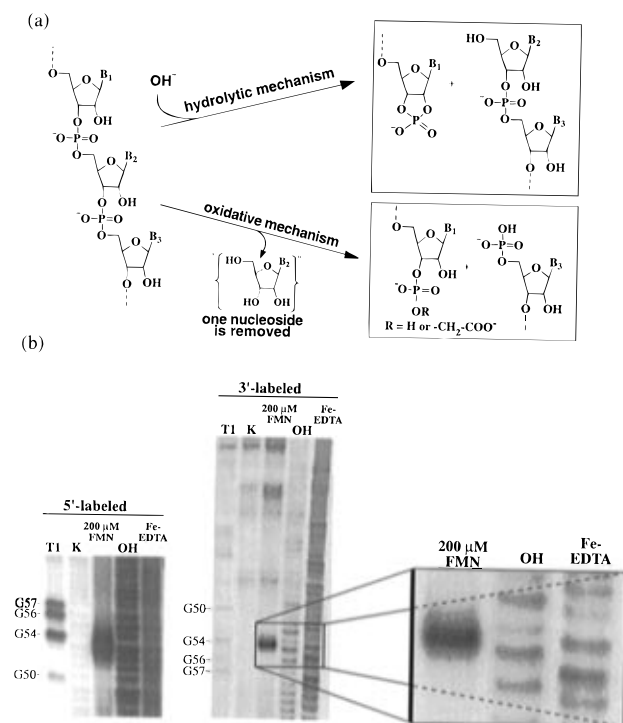 (a)
OH⁻
hydrolytic mechanism
oxidative mechanism
one nucleoside
is removed
O
B₁
OH
⁻O-P=O
B₂
OH
⁻O-P=O
B₃
OH
HO
B₂
HO OH
B₁
,
HO
B₂
OH
⁻O-P=O
B₃
OH
B₁
OH
⁻O-P=O
OR
R = H or -CH₂-COO⁻
,
OH
⁻O-P=O
B₃
OH
(b)
5'-labeled
T1
K
200 µM
FMN
OH
Fe-
EDTA
G57
G56
G54
G50
3'-labeled
T1
K
200 µM
FMN
OH
Fe-
EDTA
G50
G54
G56
G57
200 µM
FMN
OH
Fe-
EDTA